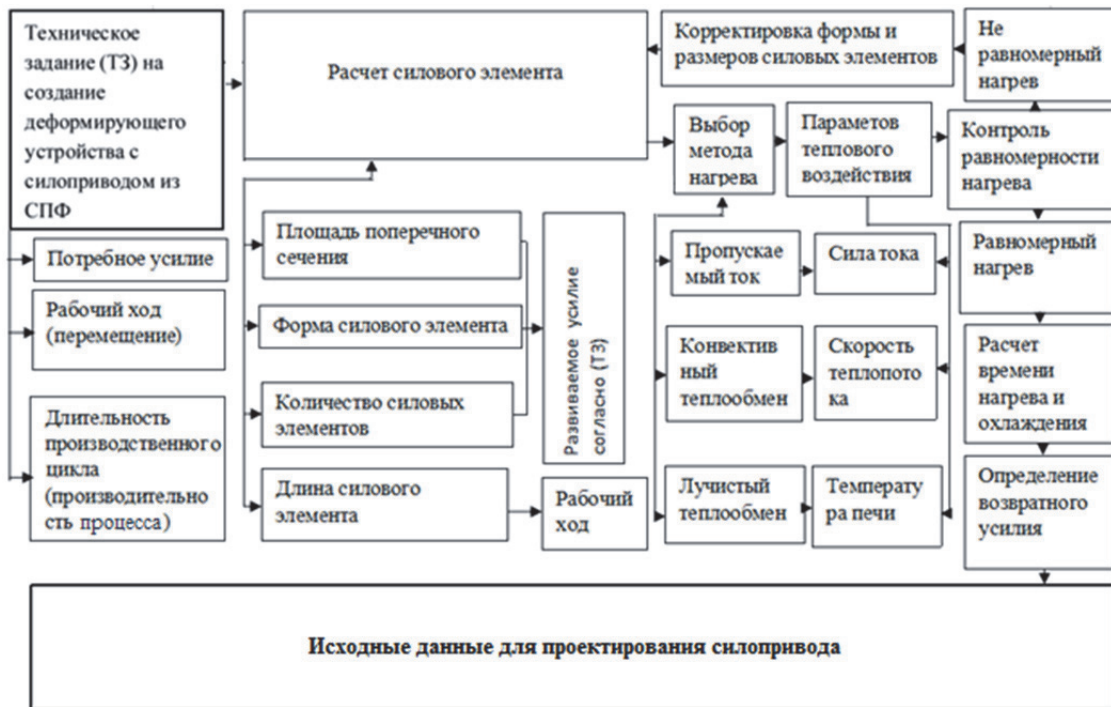 Техническое
задание (ТЗ) на
создание
деформирующего
устройства с
силоприводом из
СПФ
Потребное усилие
Рабочий ход
(перемещение)
Длительность
производственного
цикла
(производительно
сть процесса)
Расчет силового элемента
Площадь поперечного
сечения
Форма силового элемента
Количество силовых
элементов
Длина силового
элемента
Развиваемое усилие
согласно (ТЗ)
Рабочий
ход
Корректировка формы и
размеров силовых элементов
Не
равномерный
нагрев
Выбор
метода
нагрева
Параметов
теплового
воздействия
Контроль
равномерности
нагрева
Пропускае
мый ток
Сила тока
Равномерный
нагрев
Конвектив
ный
теплообмен
Скорость
теплопото
ка
Расчет
времени
нагрева и
охлаждения
Лучистый
теплообмен
Температу
ра печи
Определение
возвратного
усилия
Исходные данные для проектирования силопривода